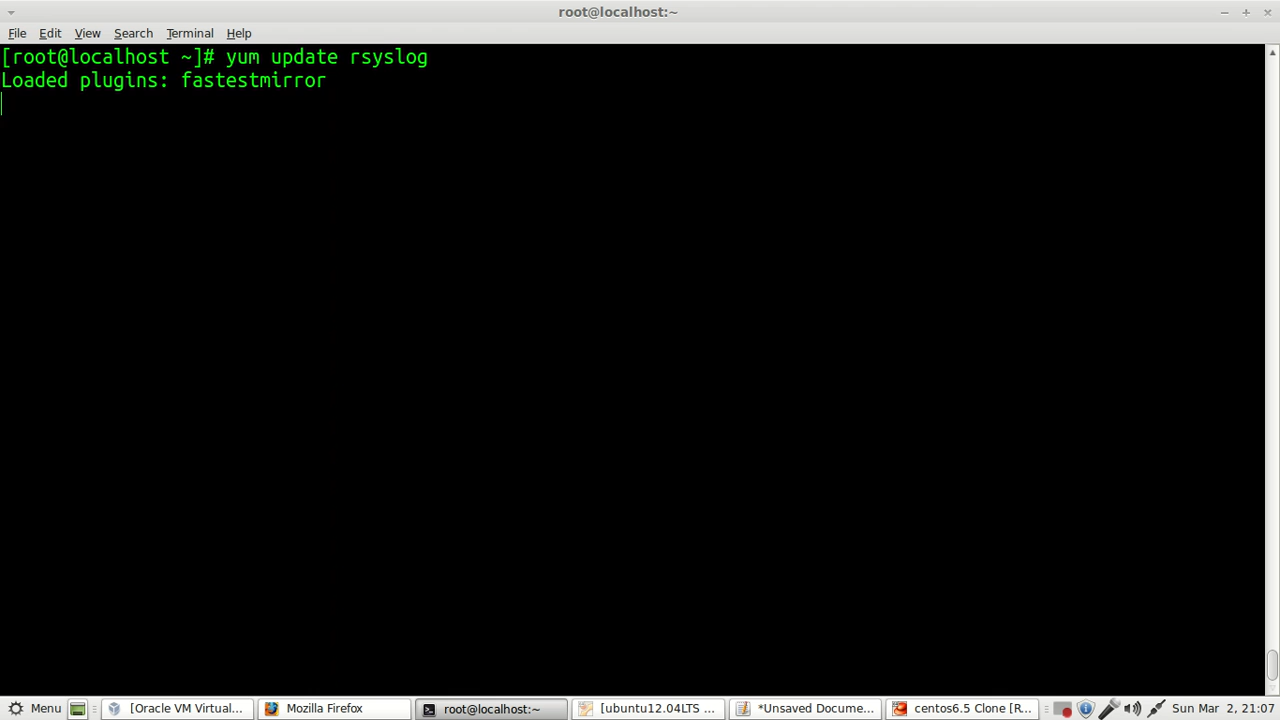 root@localhost:~
File Edit View Search Terminal Help
[root@localhost ~]# yum update rsyslog
Loaded plugins: fastestmirror
Menu [Oracle VM Virtual... Mozilla Firefox root@localhost:~ [ubuntu12.04LTS ... *Unsaved Docume... centos6.5 Clone [R... Sun Mar 2, 21:07